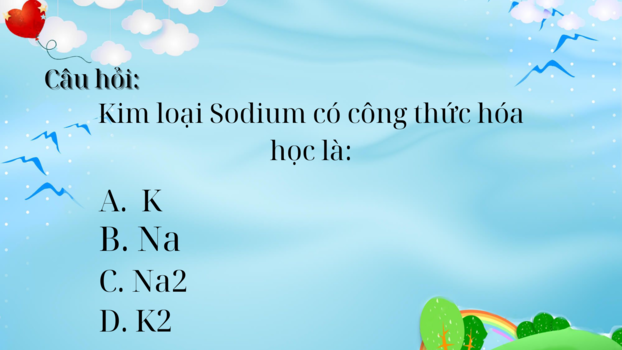 Câu hỏi:
Kim loại Sodium có công thức hóa
học là:
A. K
B. Na
C. Na2
D. K2